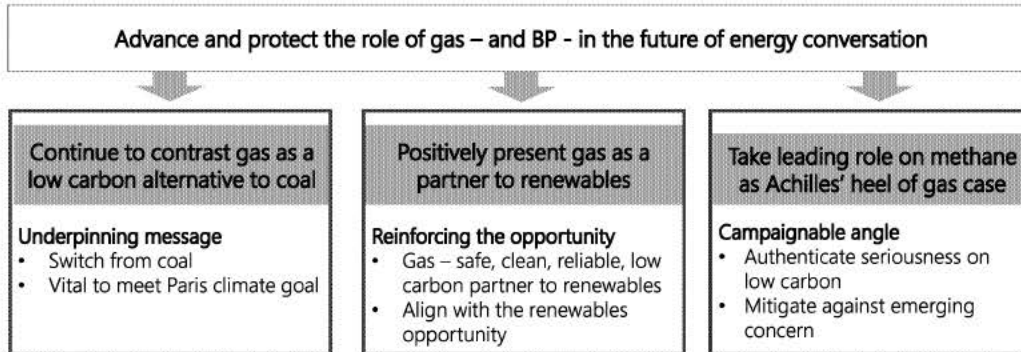 Advance and protect the role of gas – and BP - in the future of energy conversation
Continue to contrast gas as a
low carbon alternative to coal
Underpinning message
• Switch from coal
• Vital to meet Paris climate goal
Positively present gas as a
partner to renewables
Reinforcing the opportunity
• Gas – safe, clean, reliable, low
carbon partner to renewables
• Align with the renewables
opportunity
Take leading role on methane
as Achilles’ heel of gas case
Campaignable angle
• Authenticate seriousness on
low carbon
• Mitigate against emerging
concern